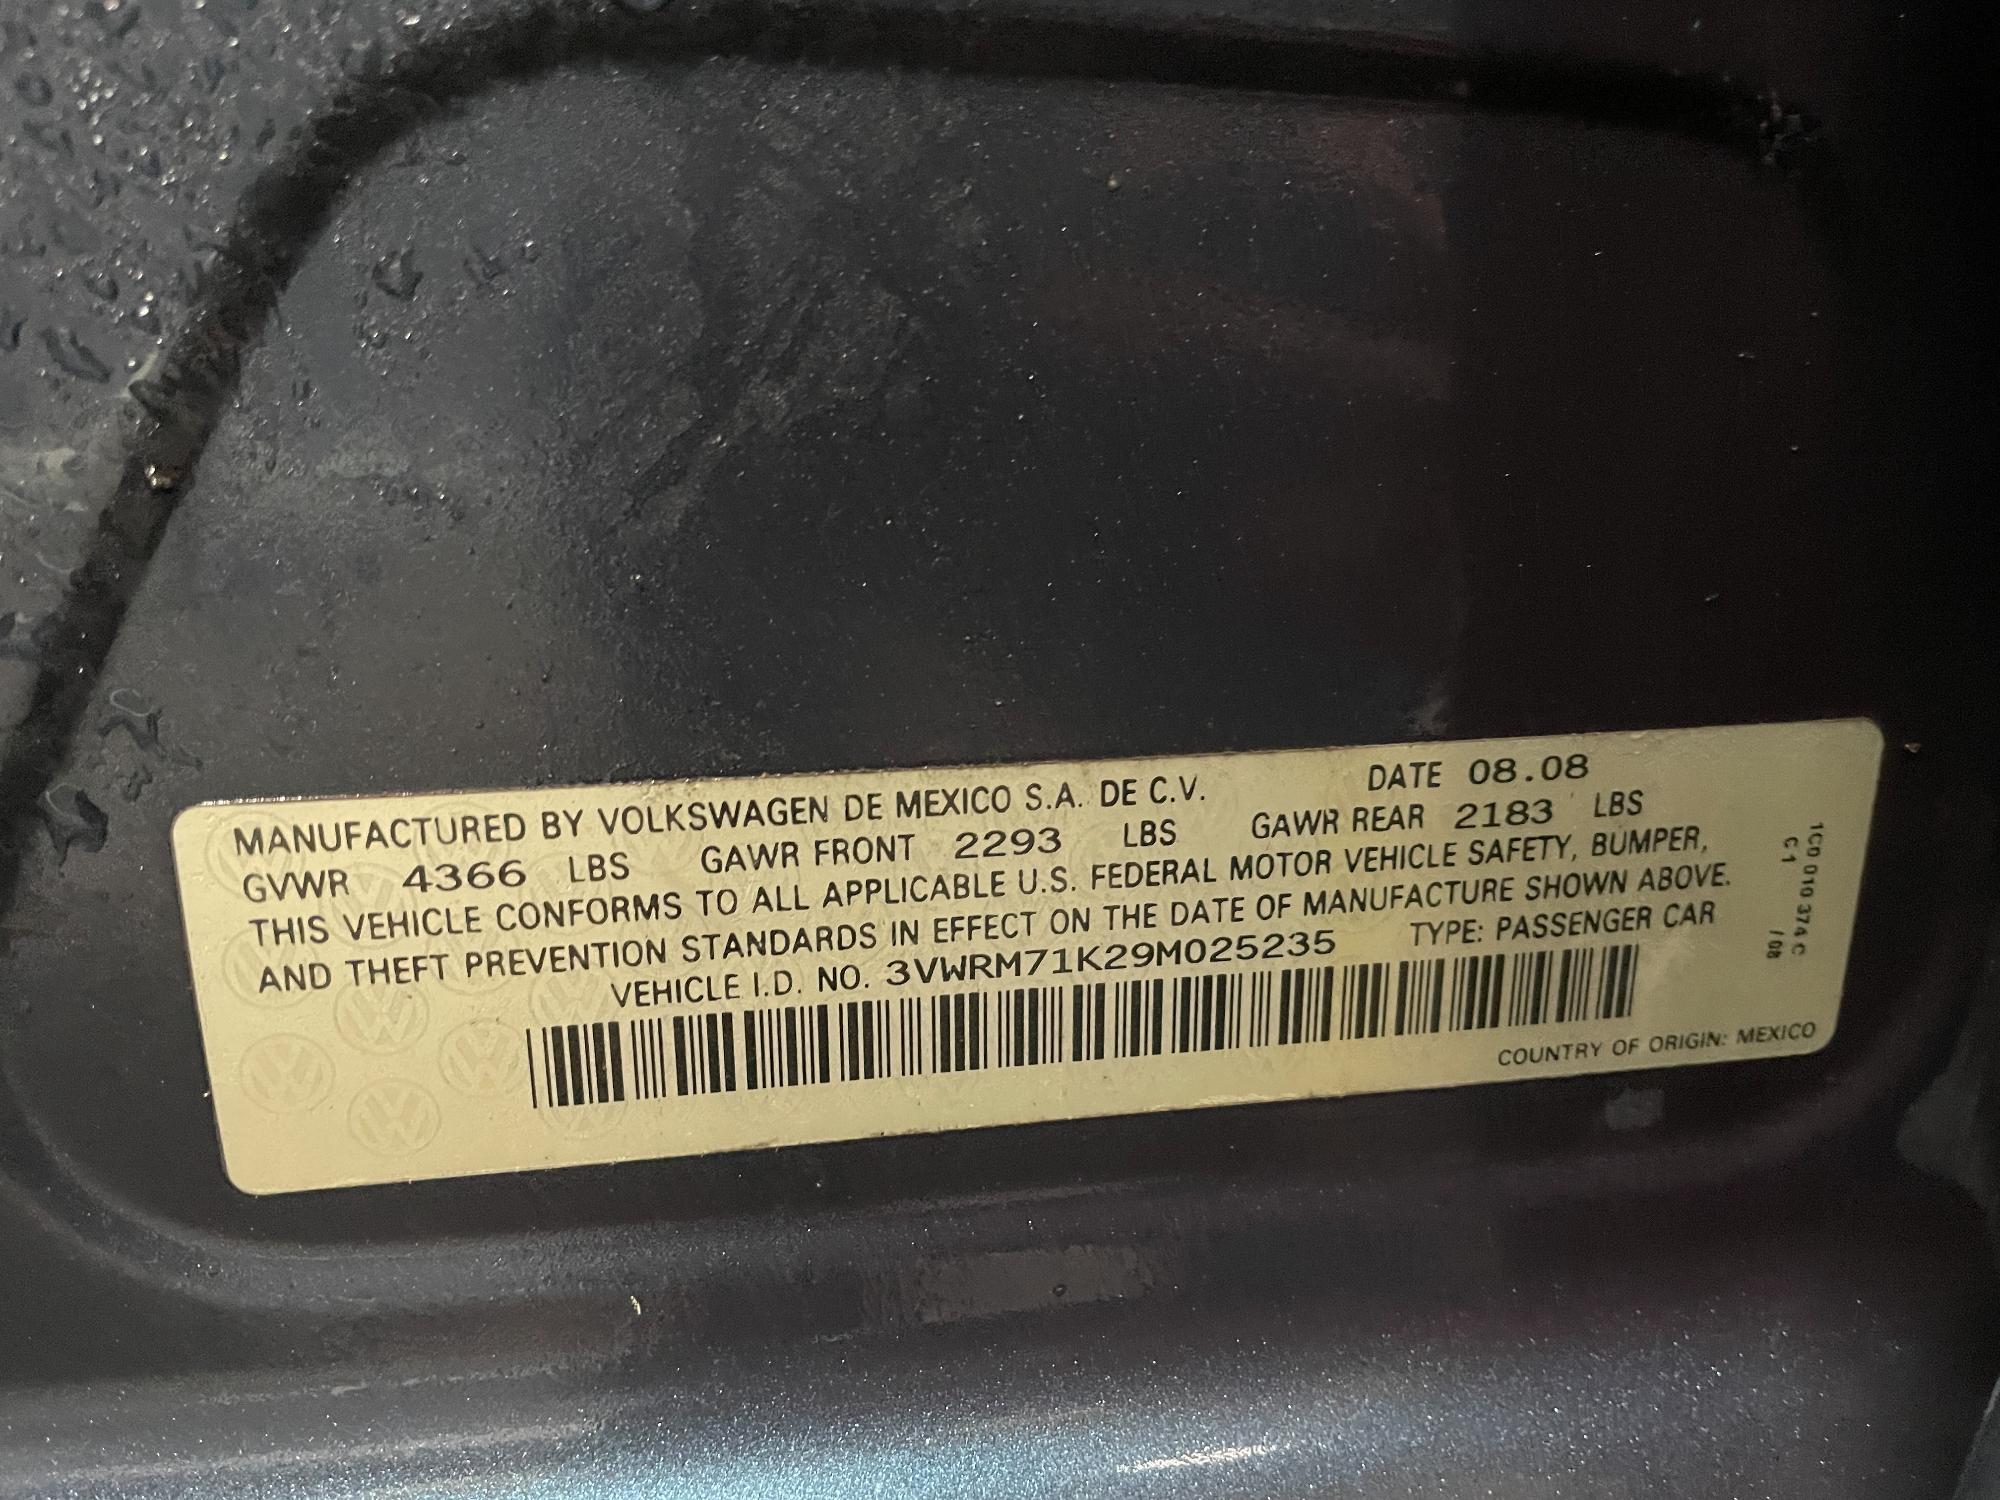 MANUFACTURED BY VOLKSWAGEN DE MEXICO S.A. DE C.V. DATE 08.08
GVWR 4366 LBS GAWR FRONT 2293 LBS GAWR REAR 2183 LBS
THIS VEHICLE CONFORMS TO ALL APPLICABLE U.S. FEDERAL MOTOR VEHICLE SAFETY, BUMPER,
AND THEFT PREVENTION STANDARDS IN EFFECT ON THE DATE OF MANUFACTURE SHOWN ABOVE.
VEHICLE I.D. NO. 3VWRM71K29M025235 TYPE: PASSENGER CAR
COUNTRY OF ORIGIN: MEXICO
1C0 010 374 C
C 1 / 08